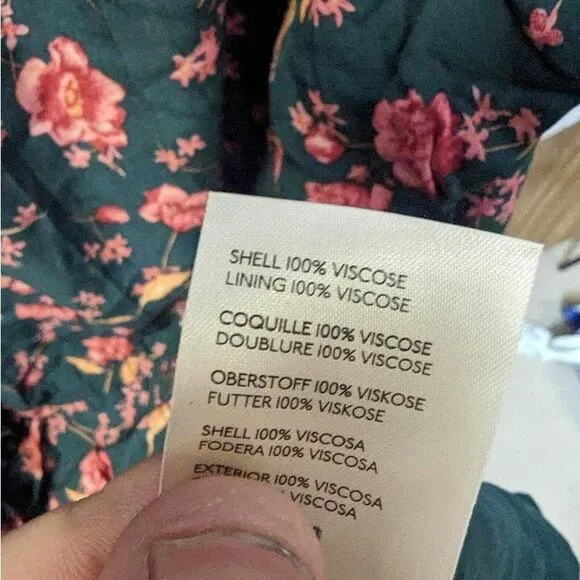 SHELL 100% VISCOSE
LINING 100% VISCOSE
COQUILLE 100% VISCOSE
DOUBLURE 100% VISCOSE
OBERSTOFF 100% VISKOSE
FUTTER 100% VISKOSE
SHELL 100% VISCOSA
FODERA 100% VISCOSA
EXTERIOR 100% VISCOSA
VISCOSA